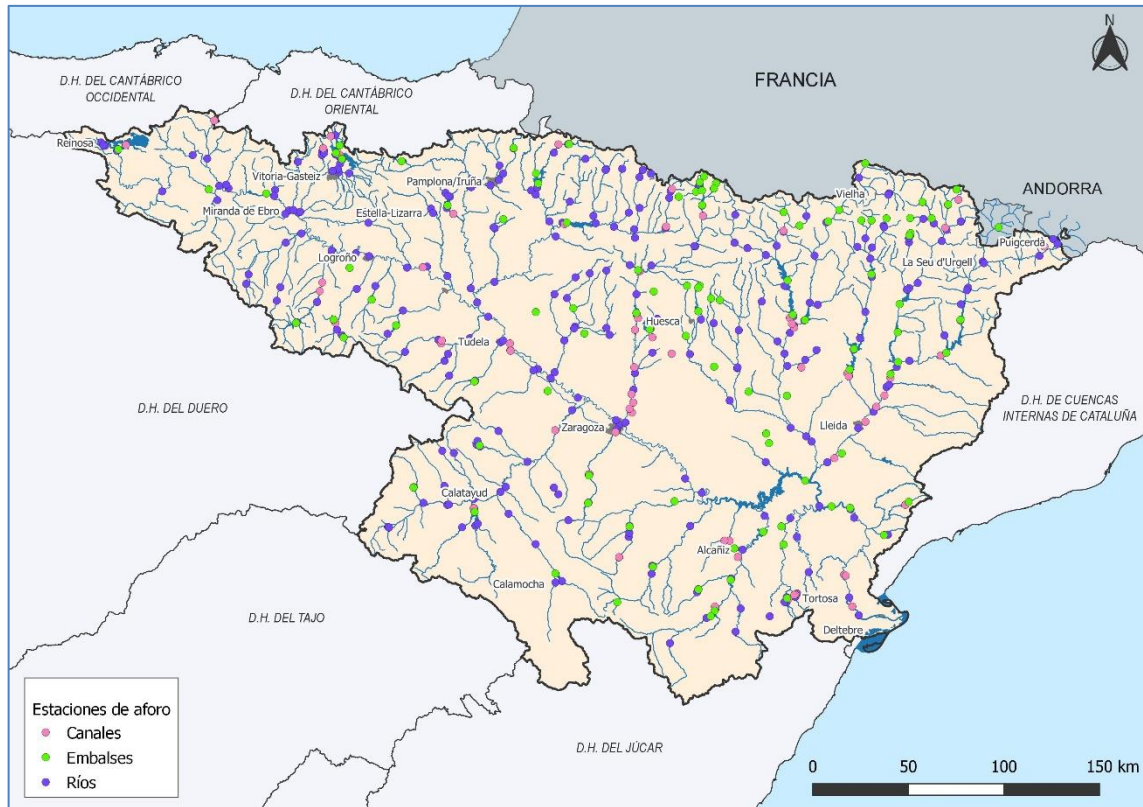 N
D.H. DEL CANTÁBRICO
OCCIDENTAL
D.H. DEL CANTÁBRICO
ORIENTAL
FRANCIA
Reinosa
Vitoria-Gasteiz
Pamplona/Iruña
Vielha
ANDORRA
Miranda de Ebro
Estella-Lizarra
Puigcerdà
La Seu d'Urgell
Logroño
Huesca
Tudela
D.H. DEL DUERO
D.H. DE CUENCAS
INTERNAS DE CATALUÑA
Zaragoza
Lleida
Calatayud
Alcañiz
Calamocha
Tortosa
D.H. DEL TAJO
Deltebre
Estaciones de aforo
Canales
Embalses
Ríos
D.H. DEL JÚCAR
0 50 100 150 km